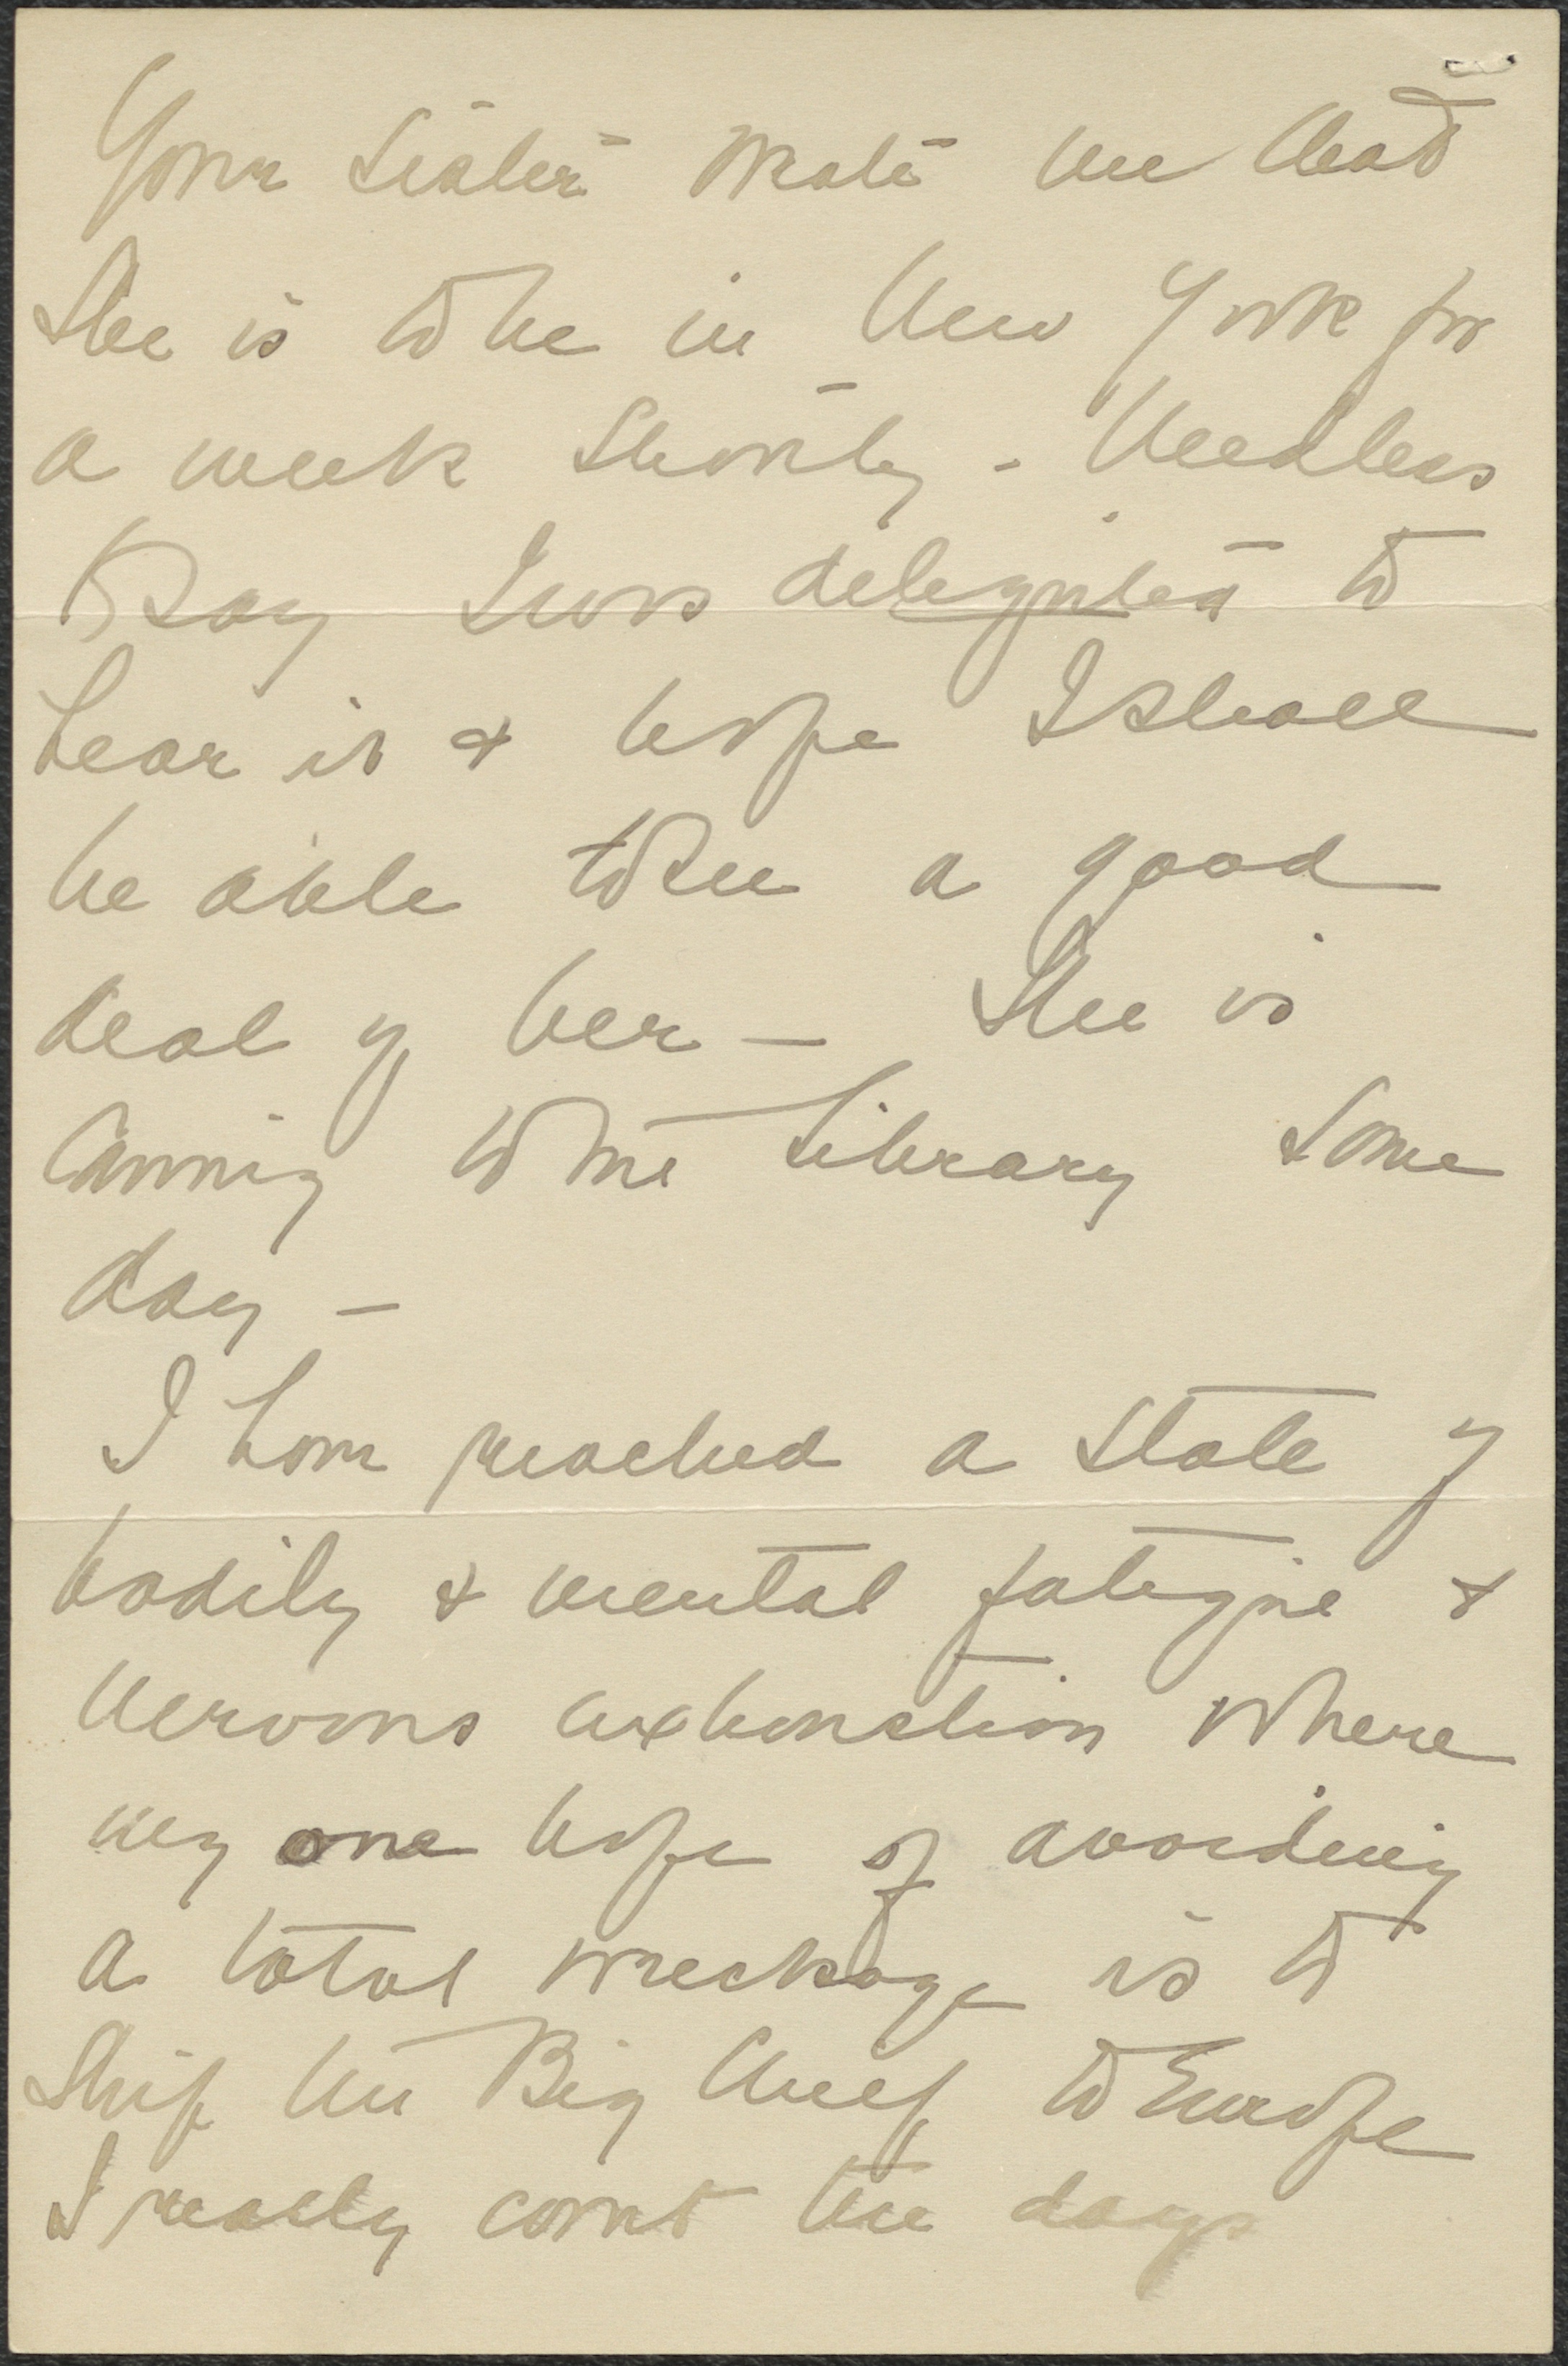 Your sister wrote me that
She is to be in New York for
a week shortly - Needless
to say I was delighted to
hear it & hope I shall
be able to see a good
deal of her — She is
coming to the Library some
day —
I have reached a state of
bodily & mental fatigue &
nervous exhaustion where
my one hope of avoiding
a total wreckage is to
ship the Big Chief to Europe
I really count the days